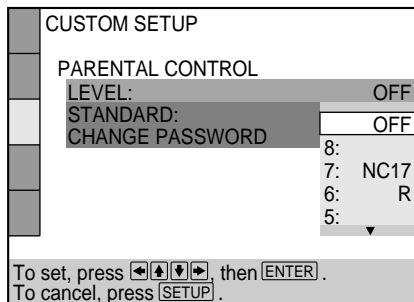 CUSTOM SETUP
PARENTAL CONTROL
LEVEL: OFF
STANDARD:
CHANGE PASSWORD
OFF
8:
7: NC17
6: R
5:
To set, press ←↑↓→, then ENTER .
To cancel, press SETUP .